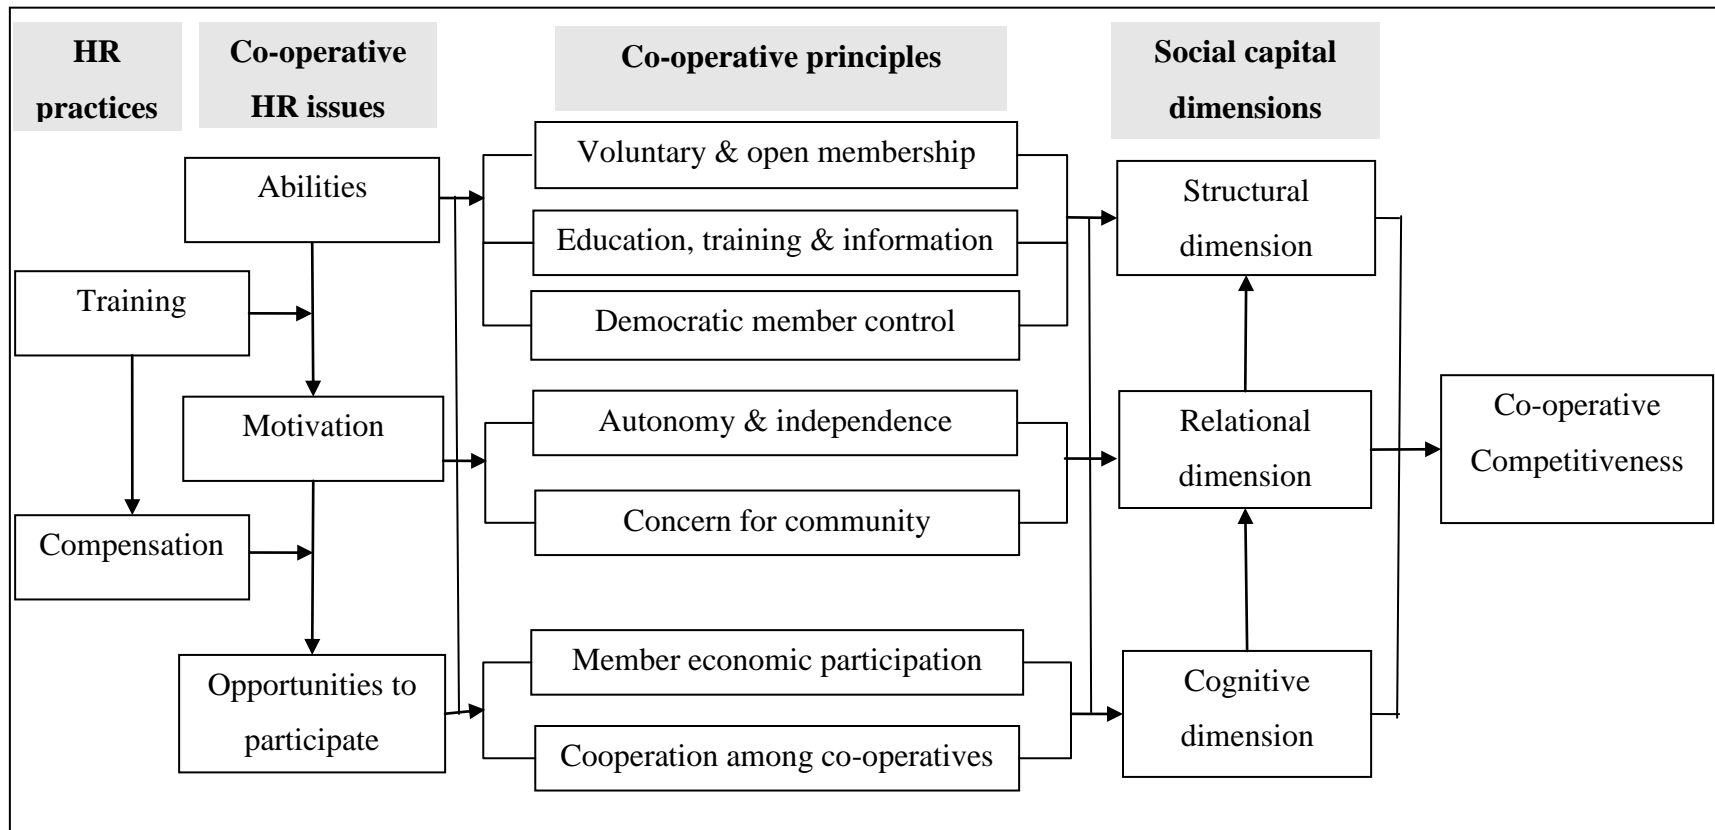 HR
practices
Co-operative
HR issues
Co-operative principles
Social capital
dimensions
Abilities
Training
Motivation
Compensation
Opportunities to
participate
Voluntary & open membership
Education, training & information
Democratic member control
Autonomy & independence
Concern for community
Member economic participation
Cooperation among co-operatives
Structural
dimension
Relational
dimension
Cognitive
dimension
Co-operative
Competitiveness